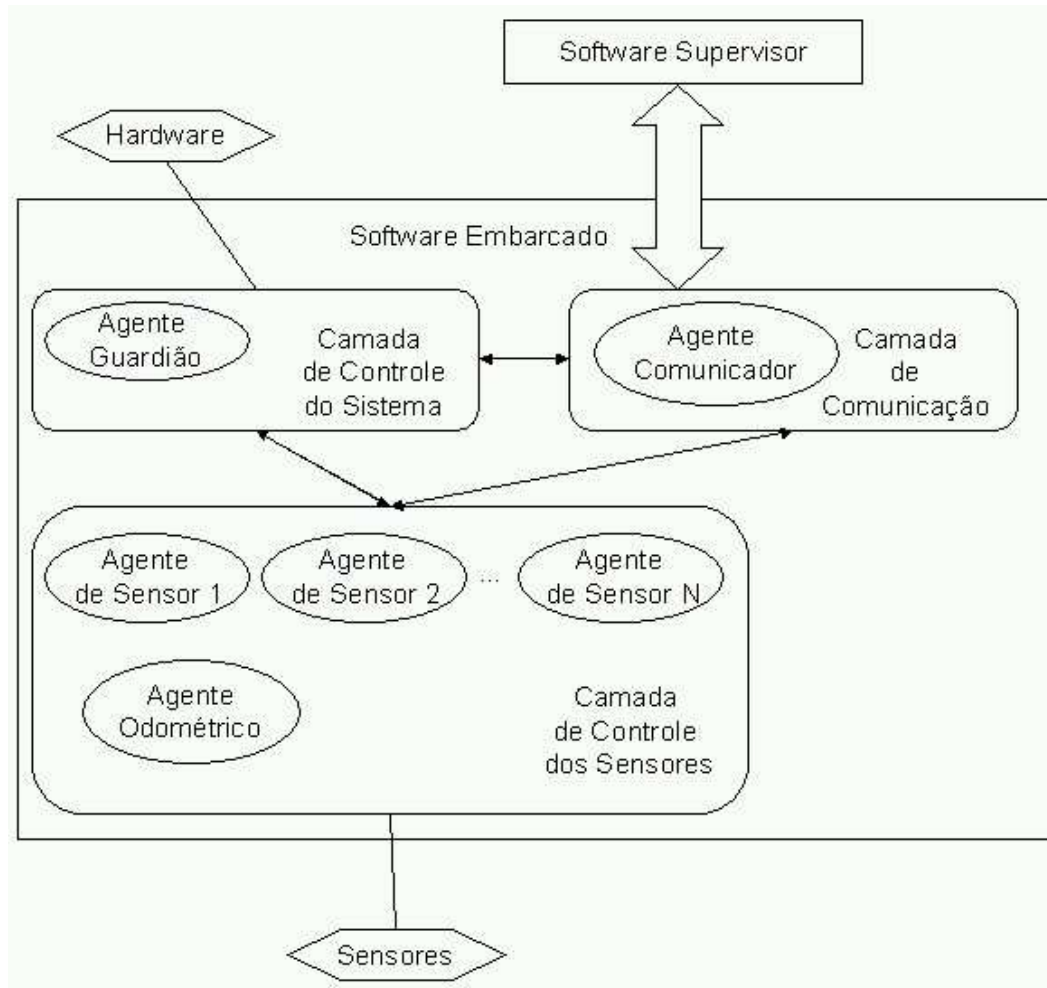 Software Supervisor
Hardware
Software Embarcado
Agente
Guardião
Camada
de Controle
do Sistema
Agente
Comunicador
Camada
de
Comunicação
Agente
de Sensor 1
Agente
de Sensor 2
...
Agente
de Sensor N
Agente
Odométrico
Camada
de Controle
dos Sensores
Sensores